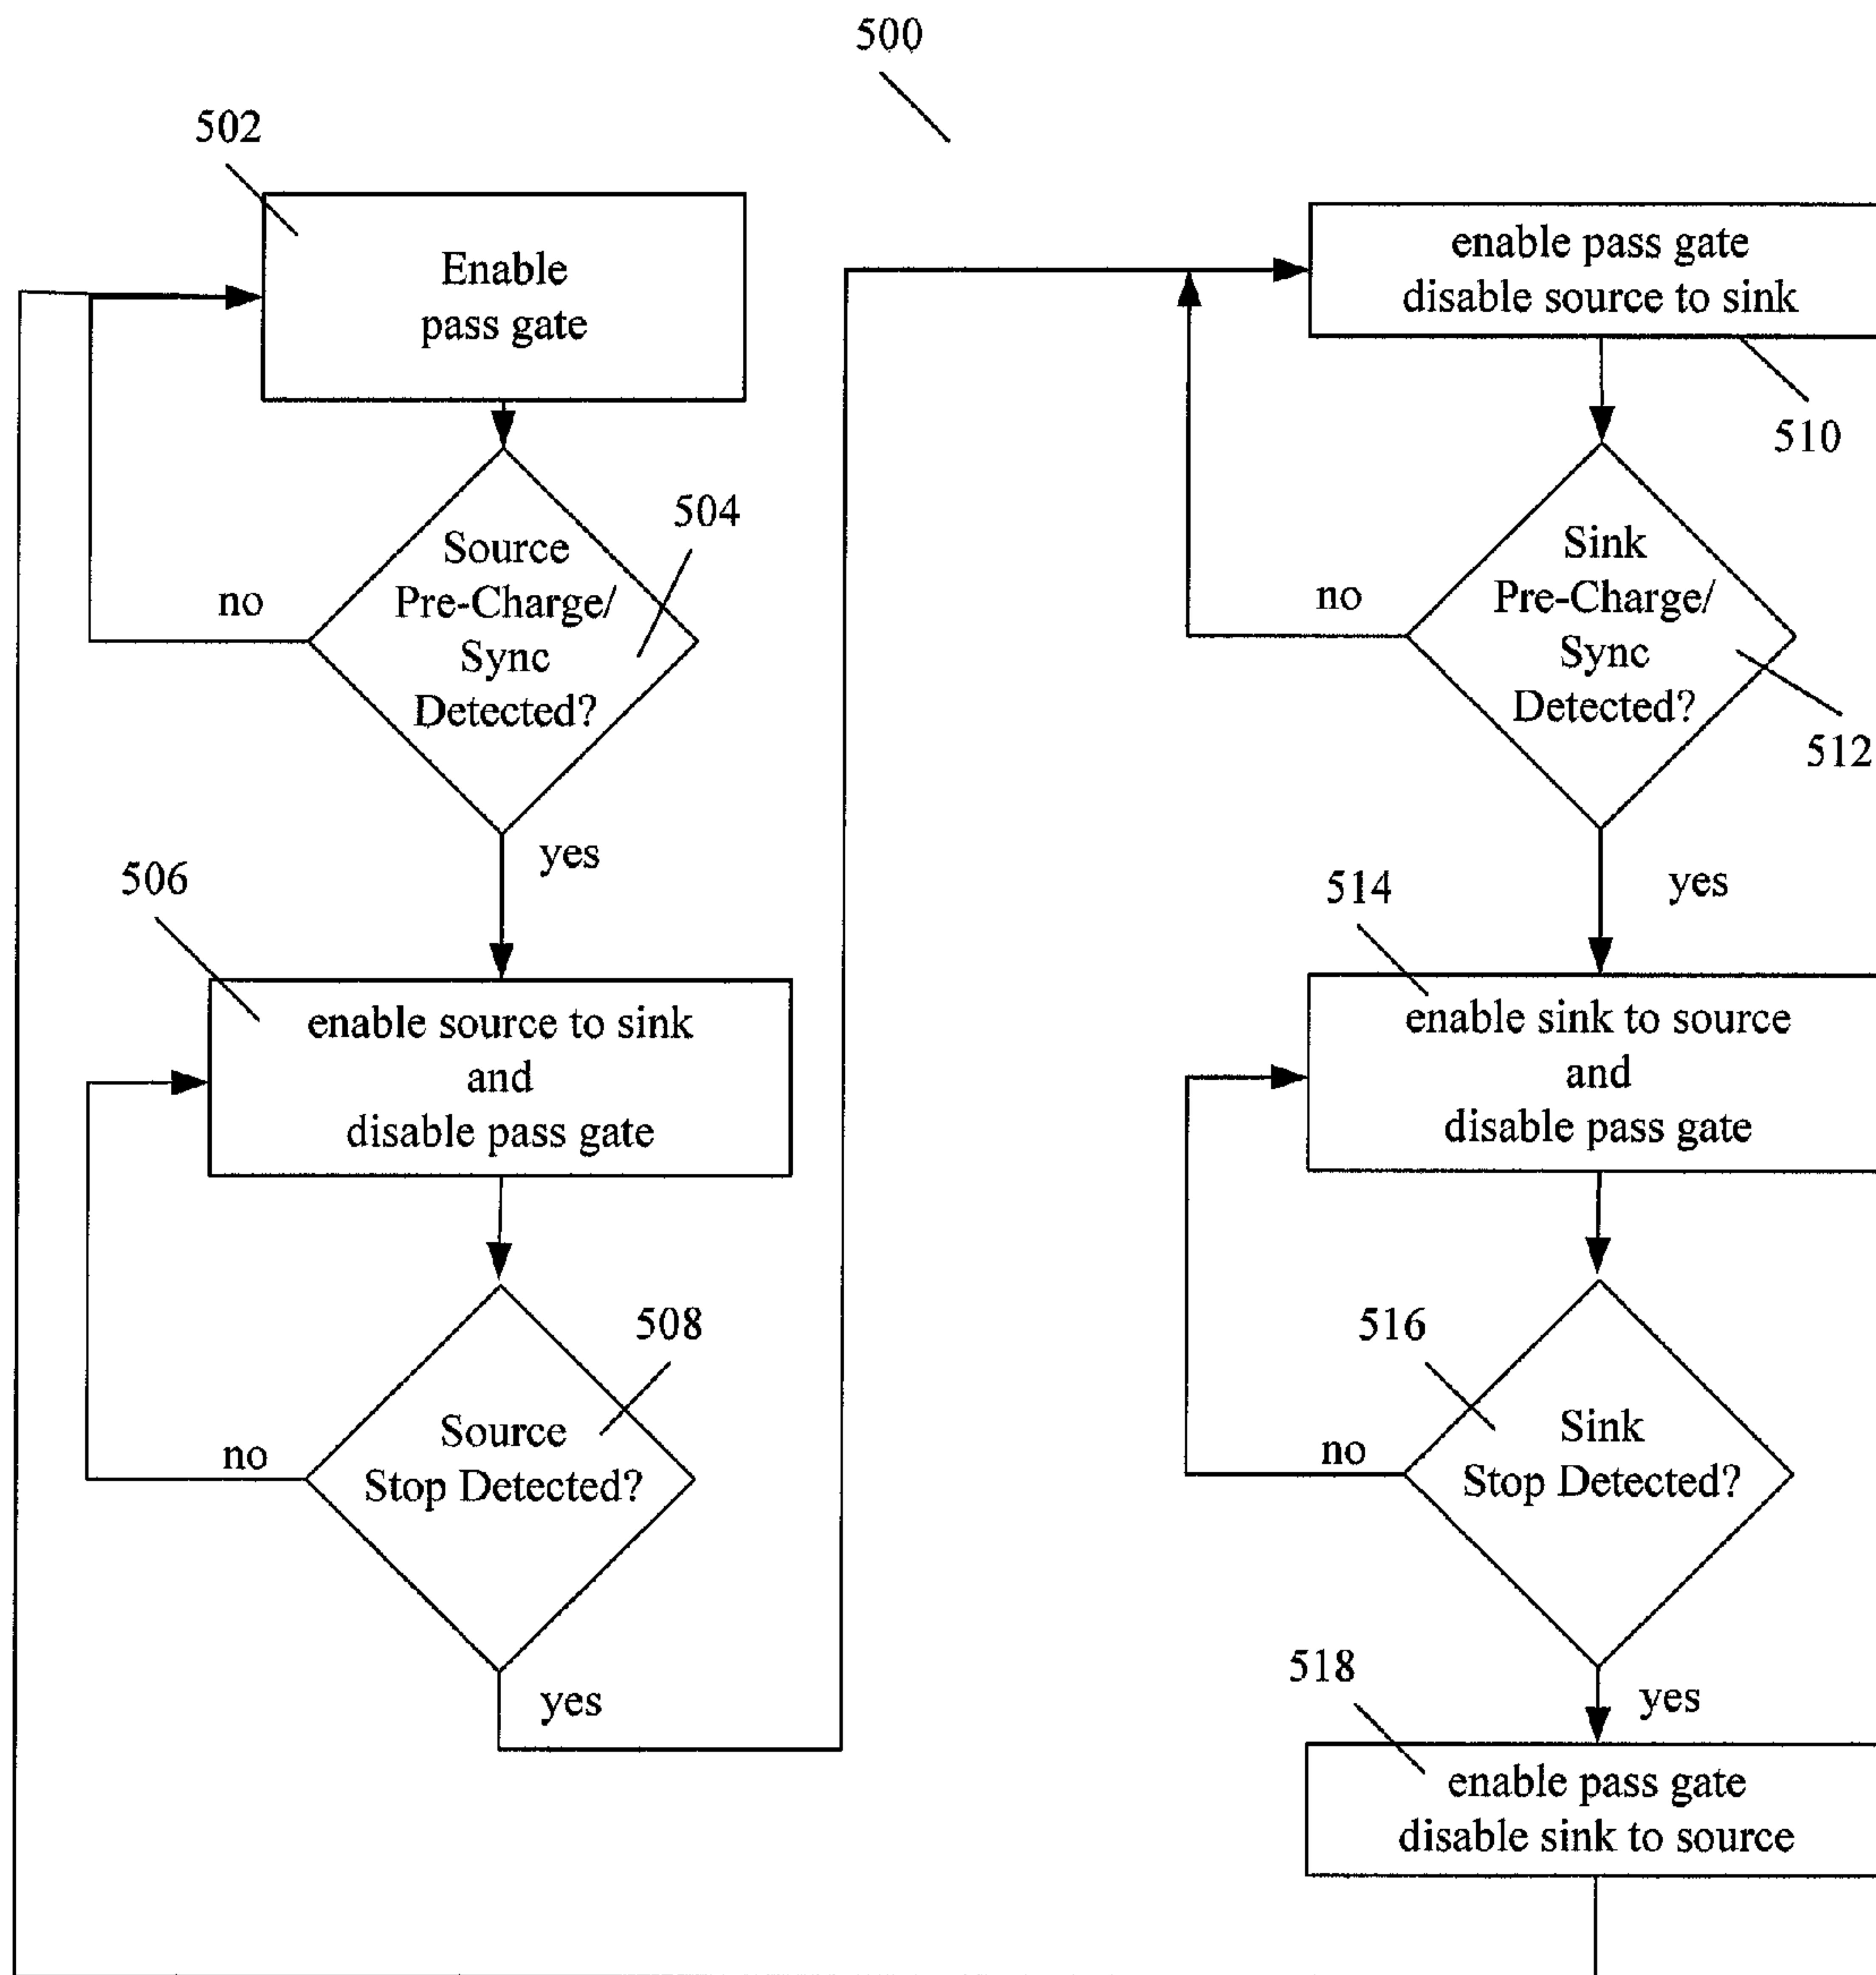 500
502
Enable
pass gate
504
Source
Pre-Charge/
Sync
Detected?
no
yes
506
enable source to sink
and
disable pass gate
508
Source
Stop Detected?
no
yes
enable pass gate
disable source to sink
510
Sink
Pre-Charge/
Sync
Detected?
no
512
yes
514
enable sink to source
and
disable pass gate
516
Sink
Stop Detected?
no
yes
518
enable pass gate
disable sink to source